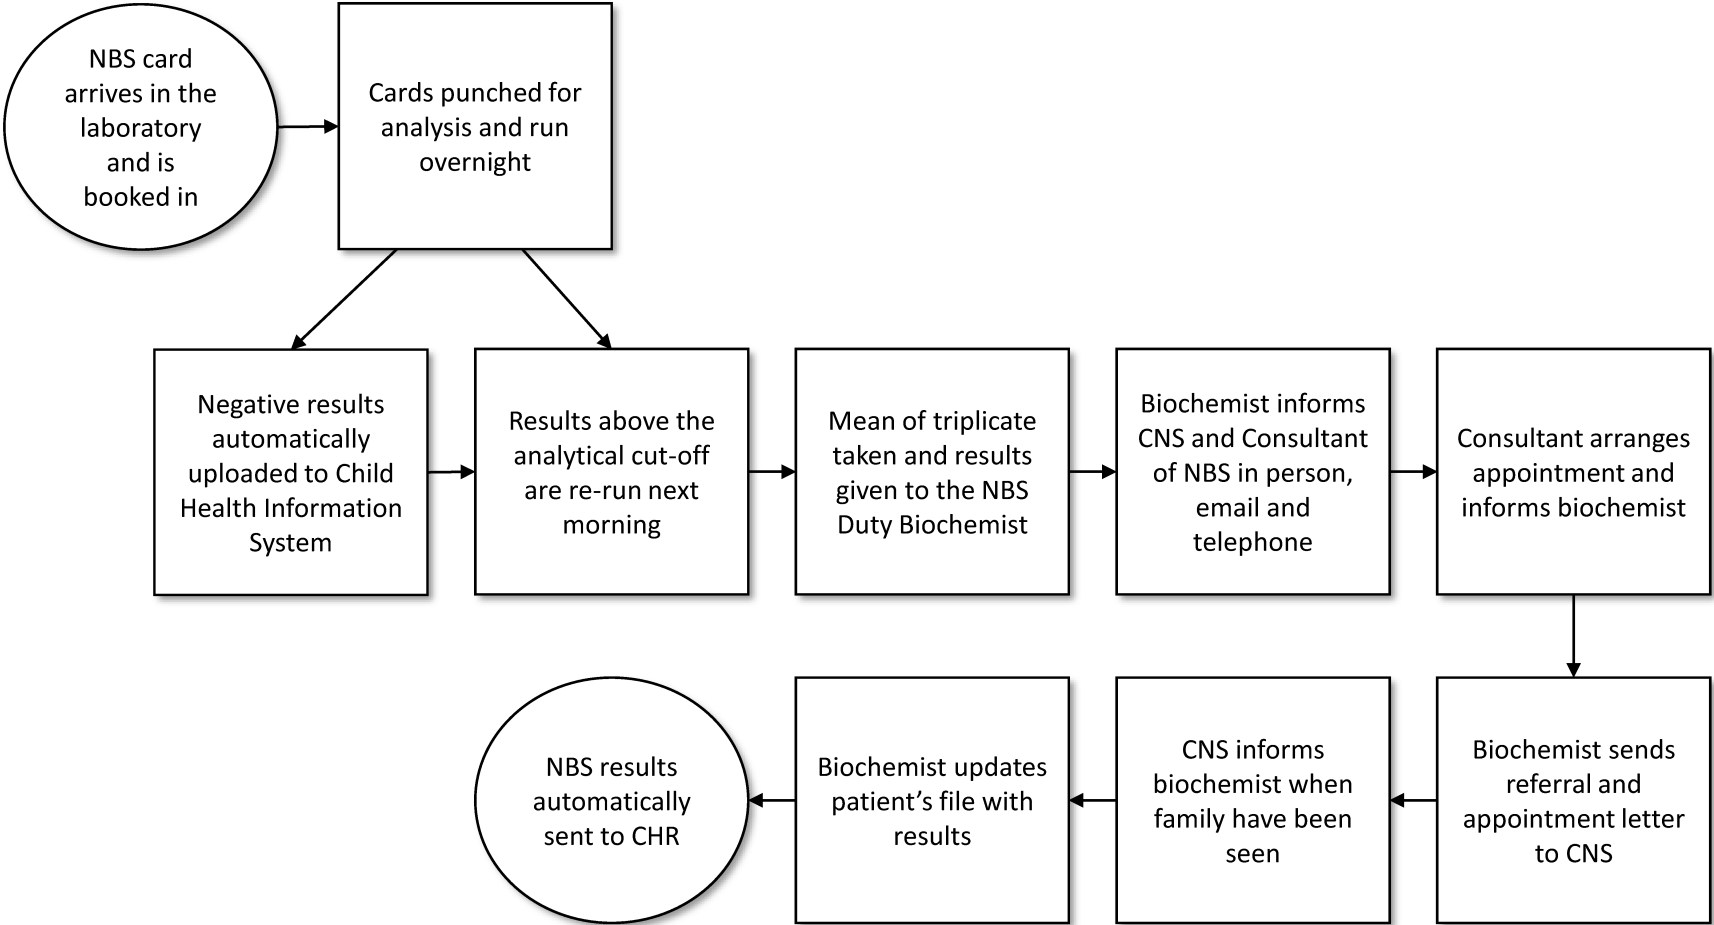 NBS card
arrives in the
laboratory
and is
booked in
Cards punched for
analysis and run
overnight
Negative results
automatically
uploaded to Child
Health Information
System
Results above the
analytical cut-off
are re-run next
morning
Mean of triplicate
taken and results
given to the NBS
Duty Biochemist
Biochemist informs
CNS and Consultant
of NBS in person,
email and
telephone
Consultant arranges
appointment and
informs biochemist
Biochemist sends
referral and
appointment letter
to CNS
CNS informs
biochemist when
family have been
seen
Biochemist updates
patient’s file with
results
NBS results
automatically
sent to CHR